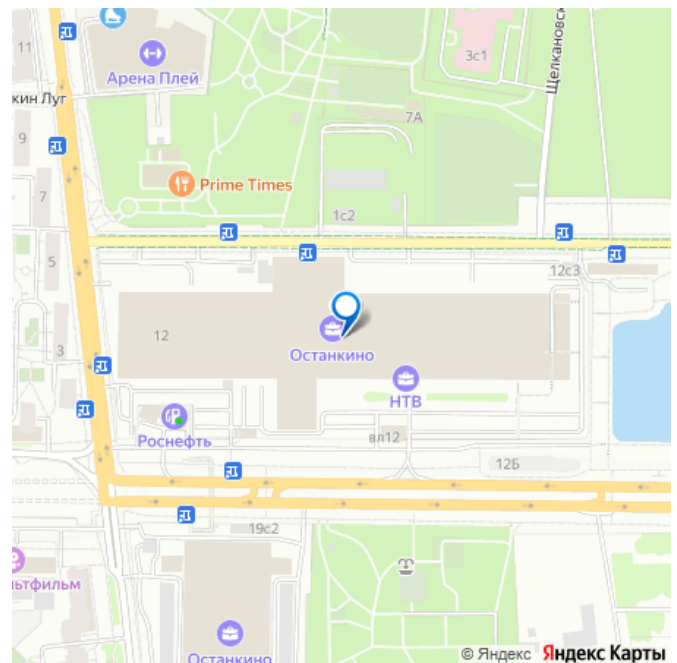 11
Арена Плей
3с1
Щелкановск
кин Луг
7А
9
Prime Times
7
1с2
5
12с3
12
Останкино
3
НТВ
Роснефть
вл12
12Б
19с2
ьтфильм
Останкино
© Яндекс Яндекс Карты